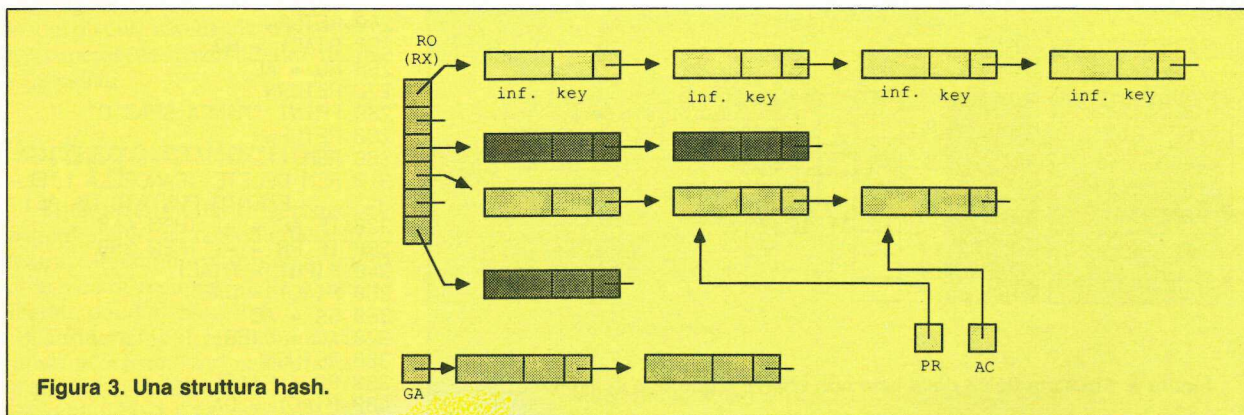 RO
(RX)
inf. key
inf. key
inf. key
inf. key
PR
AC
GA
Figura 3. Una struttura hash.